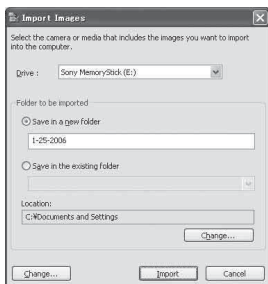 Import Images
Select the camera or media that includes the images you want to import
into the computer.
Drive :
Sony MemoryStick (E:)
Folder to be imported
Save in a new folder
1-25-2006
Save in the existing folder
Location:
C:¥Documents and Settings
Change...
Change...
Import
Cancel